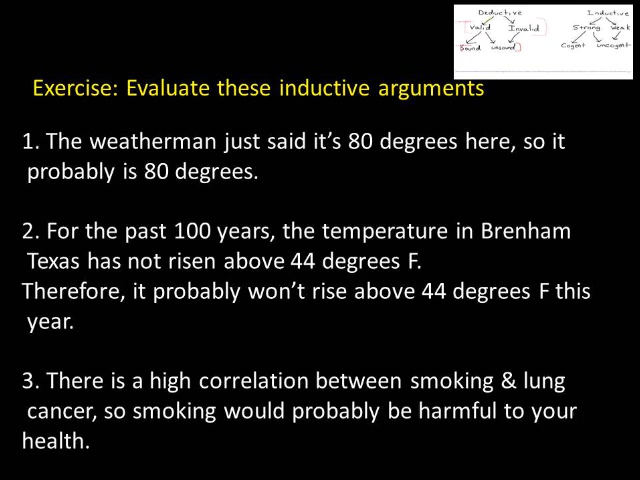 Deductive Inductive
Valid Invalid Strong Weak
Sound unsound Cogent uncogent
Exercise: Evaluate these inductive arguments
1. The weatherman just said it’s 80 degrees here, so it
probably is 80 degrees.
2. For the past 100 years, the temperature in Brenham
Texas has not risen above 44 degrees F.
Therefore, it probably won’t rise above 44 degrees F this
year.
3. There is a high correlation between smoking & lung
cancer, so smoking would probably be harmful to your
health.